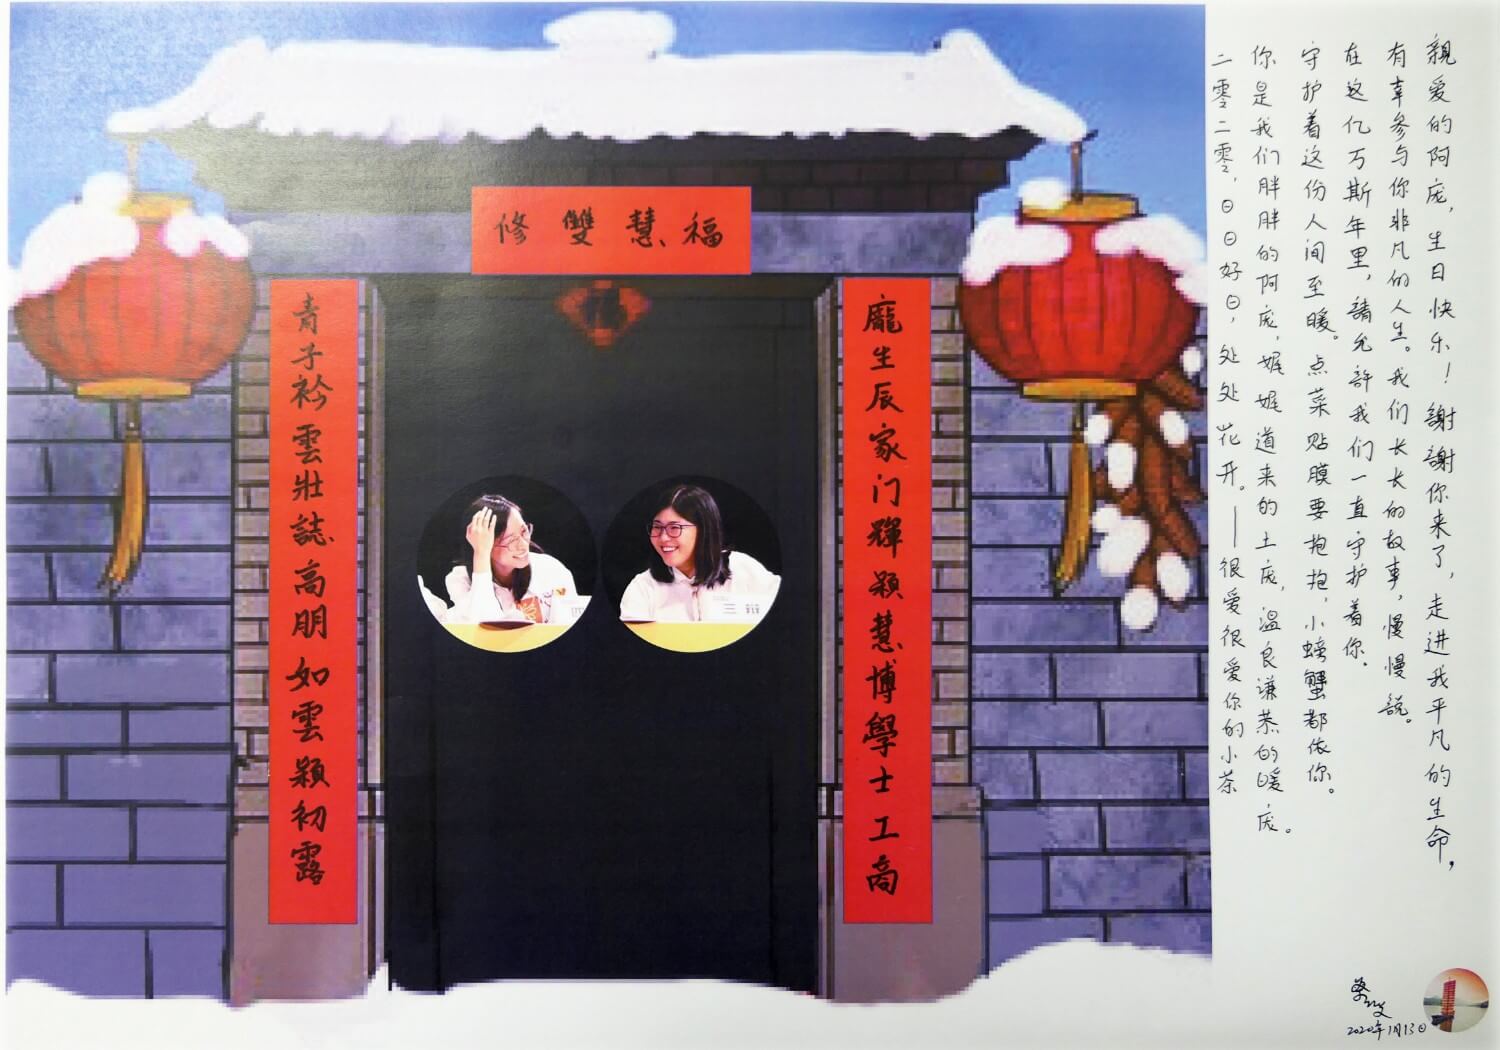 福慧雙修
龐生辰家门輝穎慧博學士工商
青子衿雲壯誌高朋如雲穎初露
親爱的阿庞，生日快乐！謝謝你来了，走进我平凡的生命，
有幸参与你非凡的人生。我们长长的故事，慢慢說。
在这亿万斯年里，請允許我们一直守护着你。
守护着这份人间至暖。点菜贴膜要抱抱，小螃蟹都依你。
你是我们胖胖的阿庞，娓娓道来的土庞，温良谦恭的暖庞。
二零二零，日日好日，处处花开。——很爱很爱你的小茶
2020年1月13日